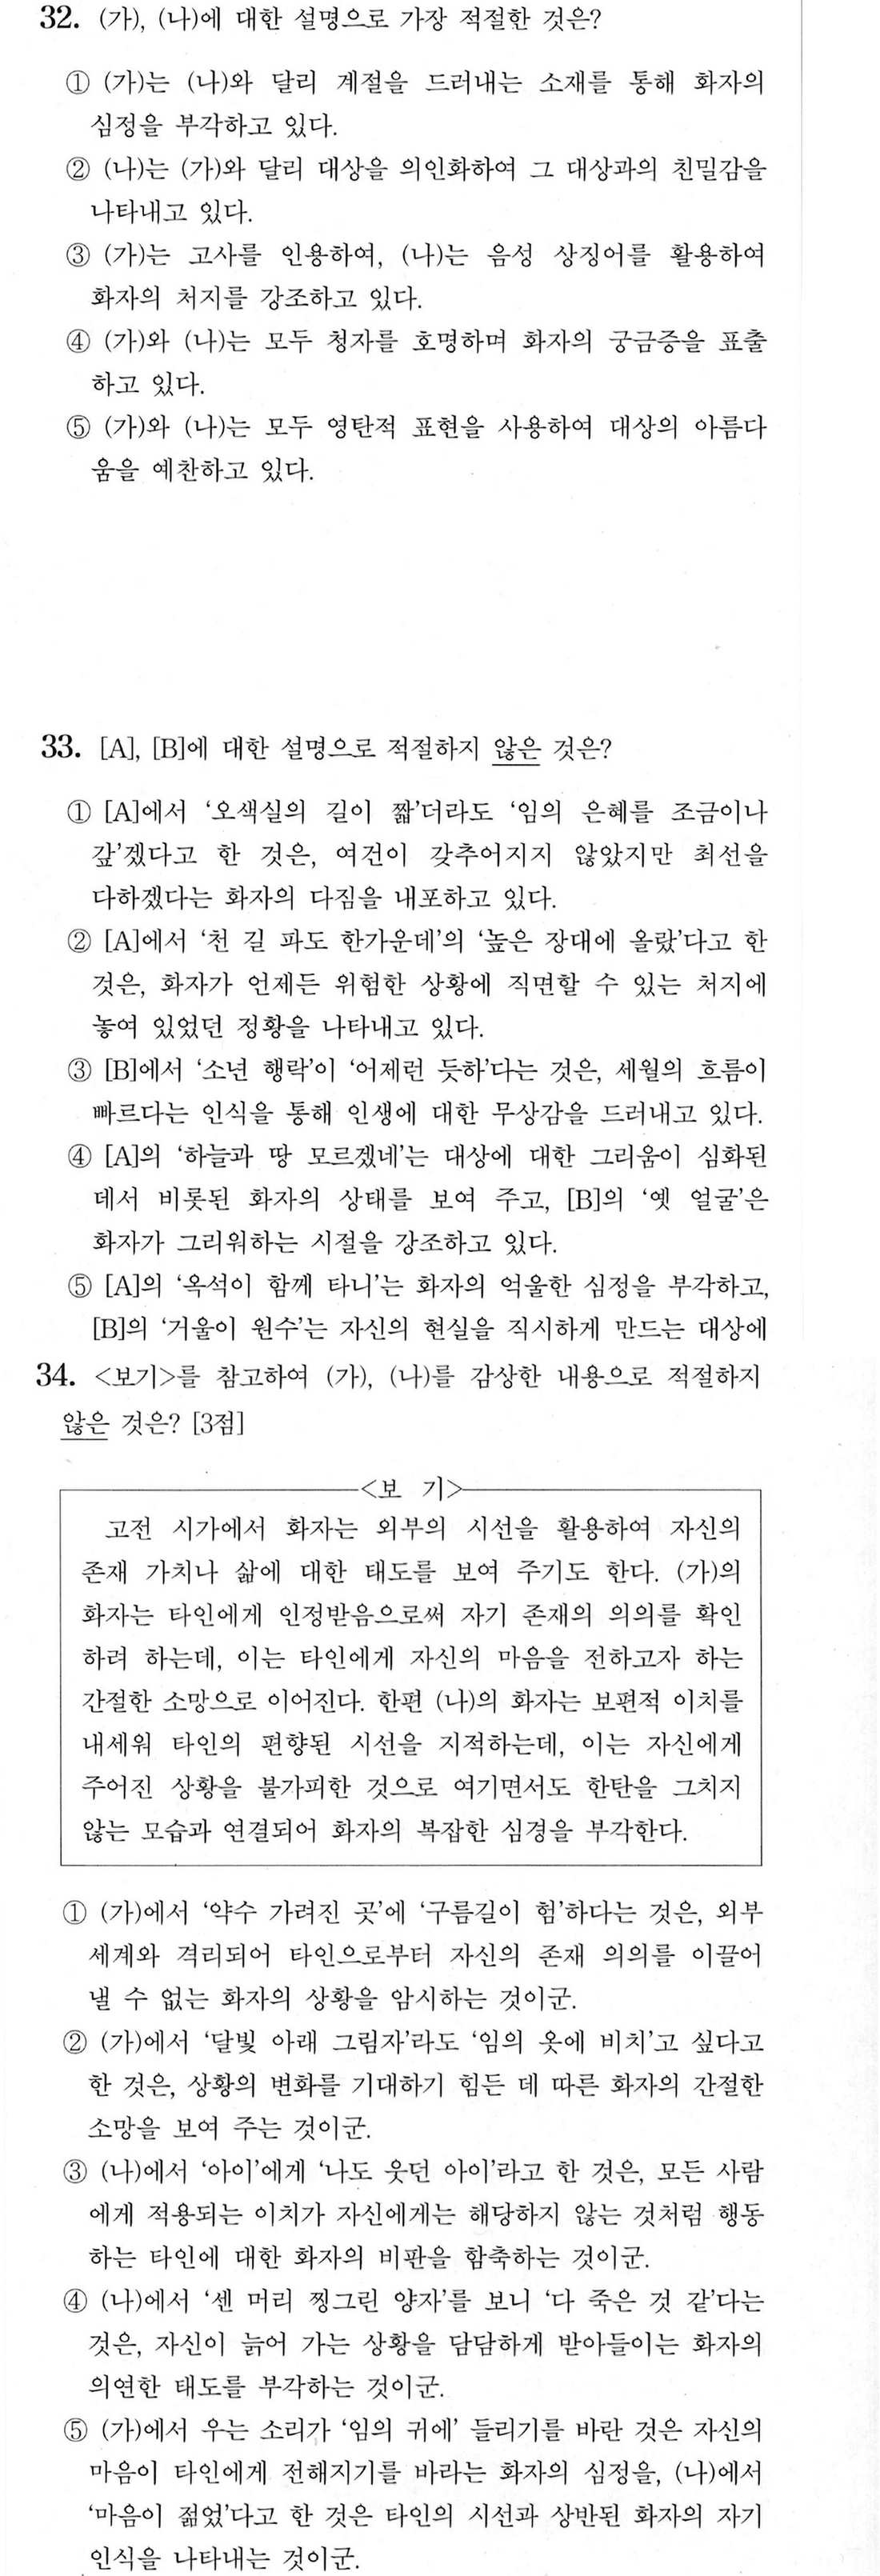 32. (가), (나)에 대한 설명으로 가장 적절한 것은?
① (가)는 (나)와 달리 계절을 드러내는 소재를 통해 화자의
심정을 부각하고 있다.
② (나)는 (가)와 달리 대상을 의인화하여 그 대상과의 친밀감을
나타내고 있다.
③ (가)는 고사를 인용하여, (나)는 음성 상징어를 활용하여
화자의 처지를 강조하고 있다.
④ (가)와 (나)는 모두 청자를 호명하며 화자의 궁금증을 표출
하고 있다.
⑤ (가)와 (나)는 모두 영탄적 표현을 사용하여 대상의 아름다
움을 예찬하고 있다.
33. [A], [B]에 대한 설명으로 적절하지 않은 것은?
① [A]에서 ‘오색실의 길이 짧’더라도 ‘임의 은혜를 조금이나
갚’겠다고 한 것은, 여건이 갖추어지지 않았지만 최선을
다하겠다는 화자의 다짐을 내포하고 있다.
② [A]에서 ‘천 길 파도 한가운데’의 ‘높은 장대에 올랐’다고 한
것은, 화자가 언제든 위험한 상황에 직면할 수 있는 처지에
놓여 있었던 정황을 나타내고 있다.
③ [B]에서 ‘소년 행락’이 ‘어제런 듯하’다는 것은, 세월의 흐름이
빠르다는 인식을 통해 인생에 대한 무상감을 드러내고 있다.
④ [A]의 ‘하늘과 땅 모르겠네’는 대상에 대한 그리움이 심화된
데서 비롯된 화자의 상태를 보여 주고, [B]의 ‘옛 얼굴’은
화자가 그리워하는 시절을 강조하고 있다.
⑤ [A]의 ‘옥석이 함께 타니’는 화자의 억울한 심정을 부각하고,
[B]의 ‘거울이 원수’는 자신의 현실을 직시하게 만드는 대상에
34. <보기>를 참고하여 (가), (나)를 감상한 내용으로 적절하지
않은 것은? [3점]
<보 기>
고전 시가에서 화자는 외부의 시선을 활용하여 자신의
존재 가치나 삶에 대한 태도를 보여 주기도 한다. (가)의
화자는 타인에게 인정받음으로써 자기 존재의 의의를 확인
하려 하는데, 이는 타인에게 자신의 마음을 전하고자 하는
간절한 소망으로 이어진다. 한편 (나)의 화자는 보편적 이치를
내세워 타인의 편향된 시선을 지적하는데, 이는 자신에게
주어진 상황을 불가피한 것으로 여기면서도 한탄을 그치지
않는 모습과 연결되어 화자의 복잡한 심경을 부각한다.
① (가)에서 ‘약수 가려진 곳’에 ‘구름길이 험’하다는 것은, 외부
세계와 격리되어 타인으로부터 자신의 존재 의의를 이끌어
낼 수 없는 화자의 상황을 암시하는 것이군.
② (가)에서 ‘달빛 아래 그림자’라도 ‘임의 옷에 비치’고 싶다고
한 것은, 상황의 변화를 기대하기 힘든 데 따른 화자의 간절한
소망을 보여 주는 것이군.
③ (나)에서 ‘아이’에게 ‘나도 웃던 아이’라고 한 것은, 모든 사람
에게 적용되는 이치가 자신에게는 해당하지 않는 것처럼 행동
하는 타인에 대한 화자의 비판을 함축하는 것이군.
④ (나)에서 ‘센 머리 찡그린 양자’를 보니 ‘다 죽은 것 같’다는
것은, 자신이 늙어 가는 상황을 담담하게 받아들이는 화자의
의연한 태도를 부각하는 것이군.
⑤ (가)에서 우는 소리가 ‘임의 귀에’ 들리기를 바란 것은 자신의
마음이 타인에게 전해지기를 바라는 화자의 심정을, (나)에서
‘마음이 젊었’다고 한 것은 타인의 시선과 상반된 화자의 자기
인식을 나타내는 것이군.